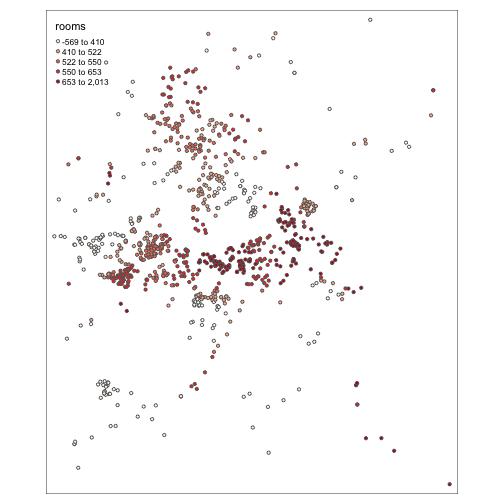 rooms
-569 to 410
410 to 522
522 to 550
550 to 653
653 to 2,013